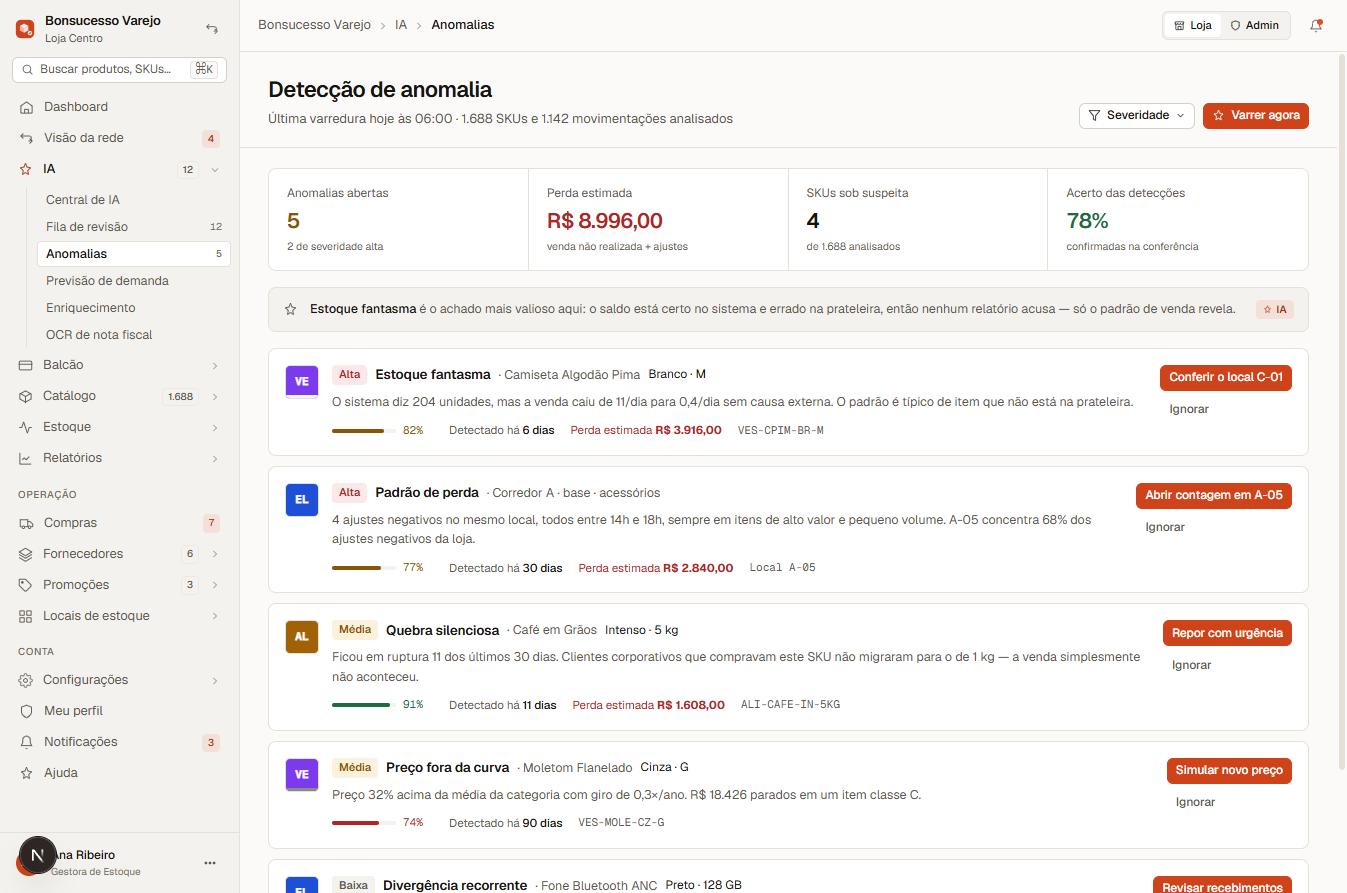 Bonsucesso Varejo
Loja Centro
Buscar produtos, SKUs... ⌘K
Dashboard
Visão da rede 4
IA 12
Central de IA
Fila de revisão 12
Anomalias 5
Previsão de demanda
Enriquecimento
OCR de nota fiscal
Balcão
Catálogo 1.688
Estoque
Relatórios
OPERAÇÃO
Compras 7
Fornecedores 6
Promoções 3
Locais de estoque
CONTA
Configurações
Meu perfil
Notificações 3
Ajuda
N
Ana Ribeiro
Gestora de Estoque
Bonsucesso Varejo > IA > Anomalias
Loja Admin
Detecção de anomalia
Última varredura hoje às 06:00 · 1.688 SKUs e 1.142 movimentações analisados
Severidade Varrer agora
Anomalias abertas
5
2 de severidade alta
Perda estimada
R$ 8.996,00
venda não realizada + ajustes
SKUs sob suspeita
4
de 1.688 analisados
Acerto das detecções
78%
confirmadas na conferência
Estoque fantasma é o achado mais valioso aqui: o saldo está certo no sistema e errado na prateleira, então nenhum relatório acusa — só o padrão de venda revela. IA
VE Alta Estoque fantasma · Camiseta Algodão Pima Branco · M
O sistema diz 204 unidades, mas a venda caiu de 11/dia para 0,4/dia sem causa externa. O padrão é típico de item que não está na prateleira.
82% Detectado há 6 dias Perda estimada R$ 3.916,00 VES-CPIM-BR-M
Conferir o local C-01
Ignorar
EL Alta Padrão de perda · Corredor A · base · acessórios
4 ajustes negativos no mesmo local, todos entre 14h e 18h, sempre em itens de alto valor e pequeno volume. A-05 concentra 68% dos
ajustes negativos da loja.
77% Detectado há 30 dias Perda estimada R$ 2.840,00 Local A-05
Abrir contagem em A-05
Ignorar
AL Média Quebra silenciosa · Café em Grãos Intenso · 5 kg
Ficou em ruptura 11 dos últimos 30 dias. Clientes corporativos que compravam este SKU não migraram para o de 1 kg — a venda simplesmente
não aconteceu.
91% Detectado há 11 dias Perda estimada R$ 1.608,00 ALI-CAFE-IN-5KG
Repor com urgência
Ignorar
VE Média Preço fora da curva · Moletom Flanelado Cinza · G
Preço 32% acima da média da categoria com giro de 0,3×/ano. R$ 18.426 parados em um item classe C.
74% Detectado há 90 dias VES-MOLE-CZ-G
Simular novo preço
Ignorar
EL Baixa Divergência recorrente · Fone Bluetooth ANC Preto · 128 GB
Revisar recebimentos